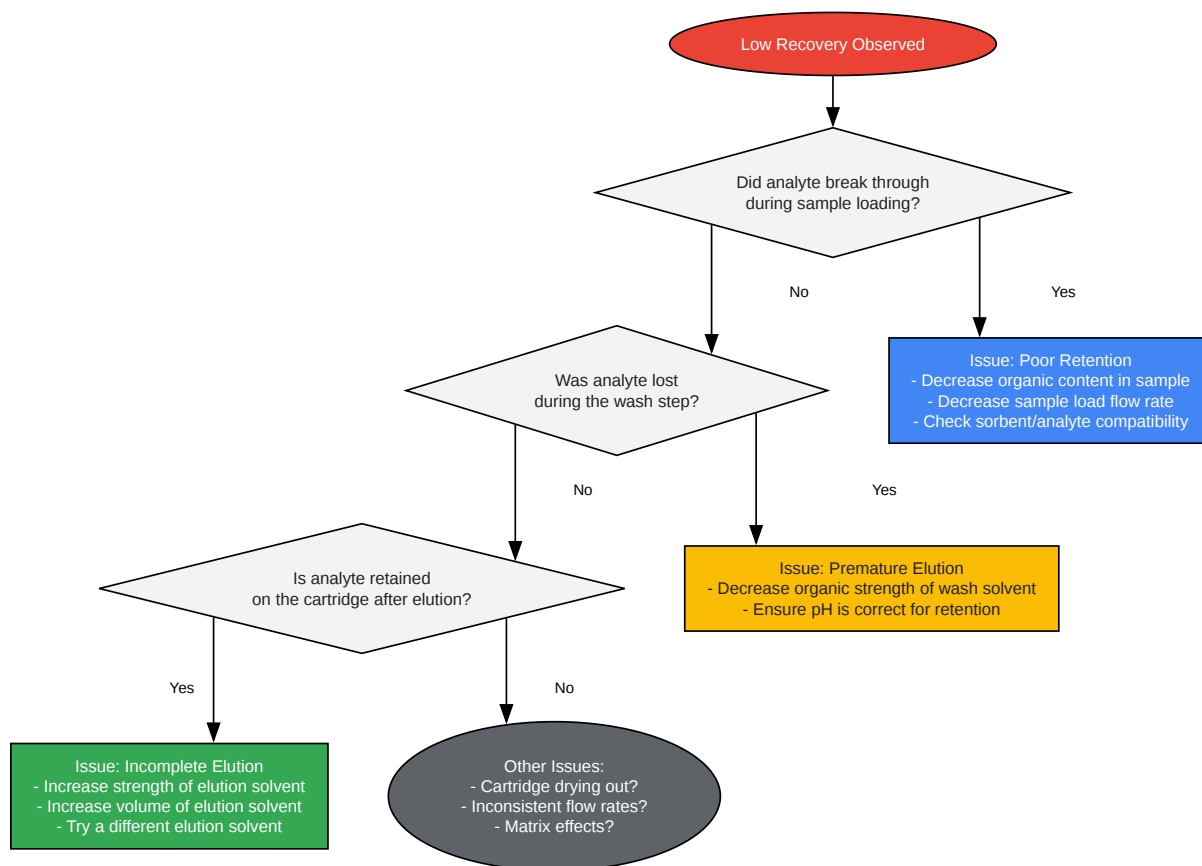 Low Recovery Observed
Did analyte break through
during sample loading?
No
Yes
Was analyte lost
during the wash step?
Issue: Poor Retention
- Decrease organic content in sample
- Decrease sample load flow rate
- Check sorbent/analyte compatibility
No
Yes
Is analyte retained
on the cartridge after elution?
Issue: Premature Elution
- Decrease organic strength of wash solvent
- Ensure pH is correct for retention
Yes
No
Issue: Incomplete Elution
- Increase strength of elution solvent
- Increase volume of elution solvent
- Try a different elution solvent
Other Issues:
- Cartridge drying out?
- Inconsistent flow rates?
- Matrix effects?